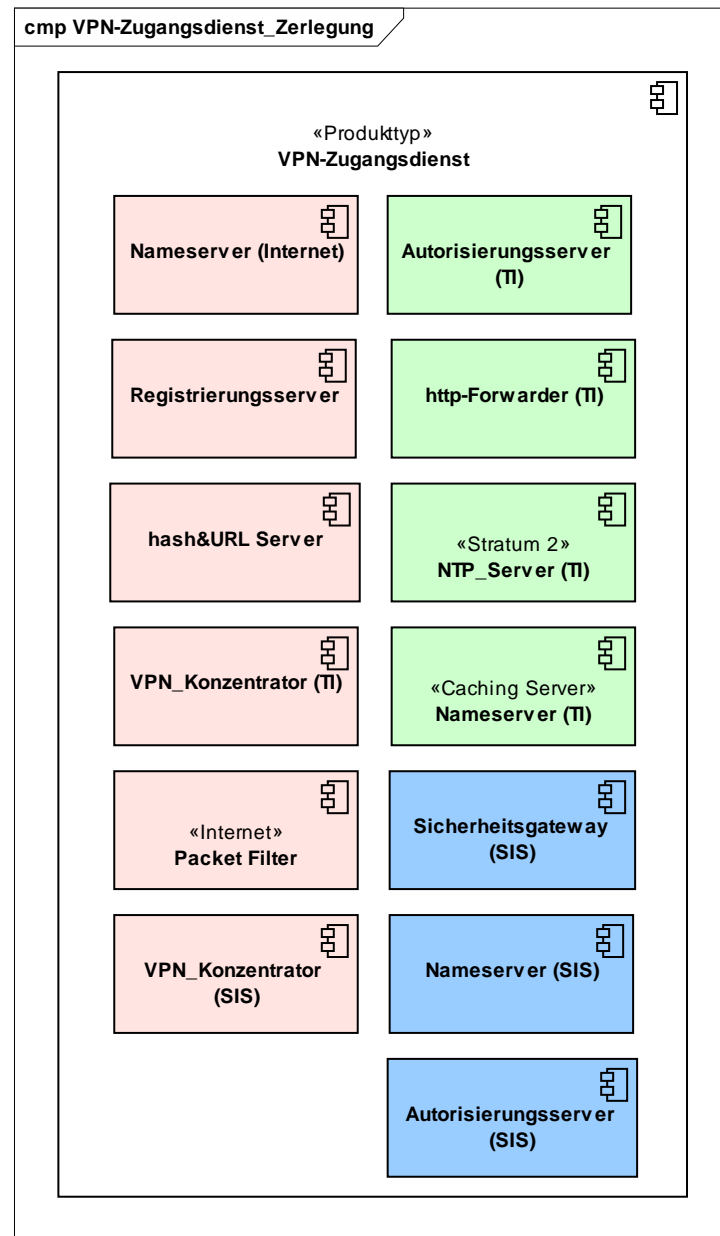 cmp VPN-Zugangsdienst_Zerlegung
«Produkttyp»
VPN-Zugangsdienst
Nameserver (Internet)
Autorisierungsserver
(TI)
Registrierungsserver
http-Forwarder (TI)
hash&URL Server
«Stratum 2»
NTP_Server (TI)
VPN_Konzentrator (TI)
«Caching Server»
Nameserver (TI)
«Internet»
Packet Filter
Sicherheitsgateway
(SIS)
VPN_Konzentrator
(SIS)
Nameserver (SIS)
Autorisierungsserver
(SIS)